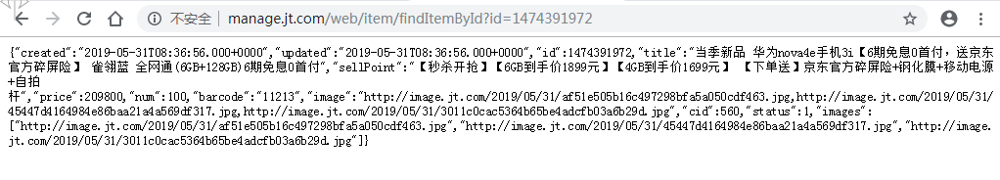 不安全 | manage.jt.com/web/item/findItemById?id=1474391972
{"created":"2019-05-31T08:36:56.000+0000","updated":"2019-05-31T08:36:56.000+0000","id":1474391972,"title":"当季新品 华为nova4e手机3i【6期免息0首付，送京东
官方碎屏险】 雀翎蓝 全网通(6GB+128GB)6期免息0首付","sellPoint":"【秒杀开抢】【6GB到手价1899元】【4GB到手价1699元】 【下单送】京东官方碎屏险+钢化膜+移动电源
+自拍
杆","price":209800,"num":100,"barcode":"11213","image":"http://image.jt.com/2019/05/31/af51e505b16c497298bfa5a050cdf463.jpg,http://image.jt.com/2019/05/31/
45447d4164984e86baa21a4a569df317.jpg,http://image.jt.com/2019/05/31/3011c0cac5364b65be4adcfb03a6b29d.jpg","cid":560,"status":1,"images":
["http://image.jt.com/2019/05/31/af51e505b16c497298bfa5a050cdf463.jpg","http://image.jt.com/2019/05/31/45447d4164984e86baa21a4a569df317.jpg","http://image.
jt.com/2019/05/31/3011c0cac5364b65be4adcfb03a6b29d.jpg"]}